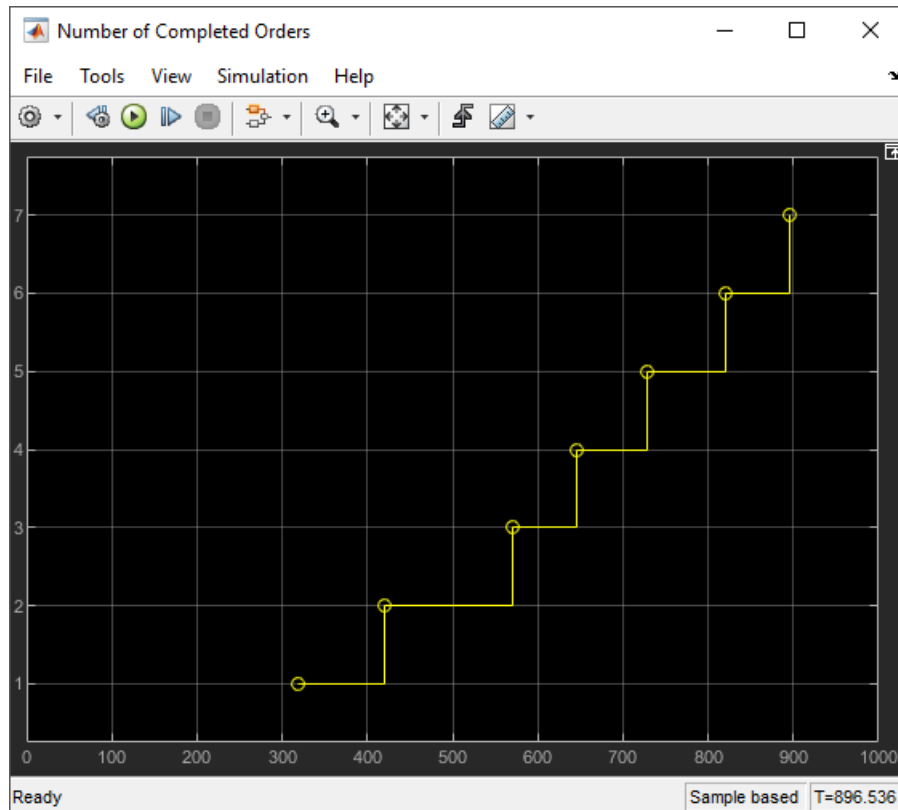 Number of Completed Orders
File Tools View Simulation Help
7
6
5
4
3
2
1
0 100 200 300 400 500 600 700 800 900 1000
Ready Sample based T=896.536